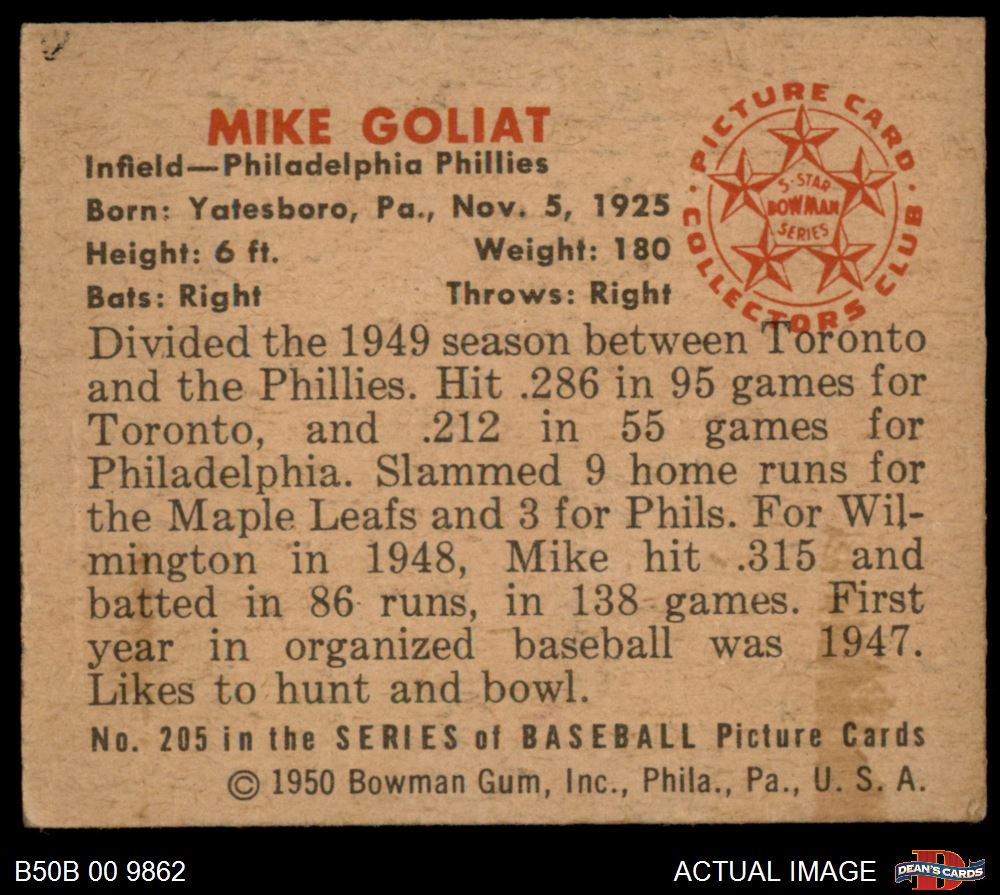 MIKE GOLIAT
Infield—Philadelphia Phillies
Born: Yatesboro, Pa., Nov. 5, 1925
Height: 6 ft. Weight: 180
Bats: Right Throws: Right
PICTURE CARD COLLECTORS CLUB
5-STAR
BOWMAN
SERIES
Divided the 1949 season between Toronto
and the Phillies. Hit .286 in 95 games for
Toronto, and .212 in 55 games for
Philadelphia. Slammed 9 home runs for
the Maple Leafs and 3 for Phils. For Wil-
mington in 1948, Mike hit .315 and
batted in 86 runs, in 138 games. First
year in organized baseball was 1947.
Likes to hunt and bowl.
No. 205 in the SERIES of BASEBALL Picture Cards
© 1950 Bowman Gum, Inc., Phila., Pa., U. S. A.
B50B 00 9862 ACTUAL IMAGE
D
DEAN'S CARDS